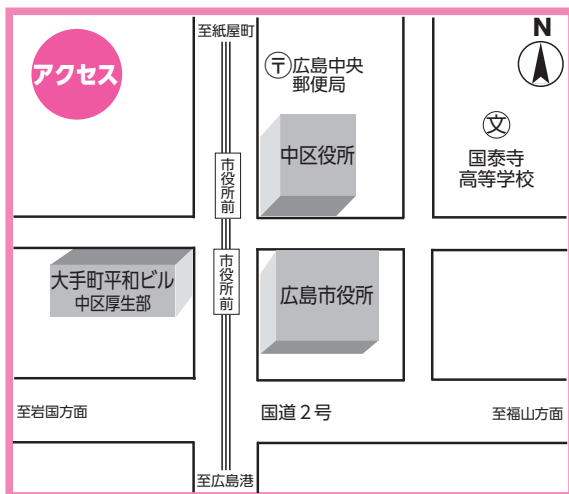 アクセス
至紙屋町
N
〒広島中央
郵便局
中区役所
文
国泰寺
高等学校
市役所前
市役所前
大手町平和ビル
中区厚生部
広島市役所
至岩国方面
国道2号
至福山方面
至広島港